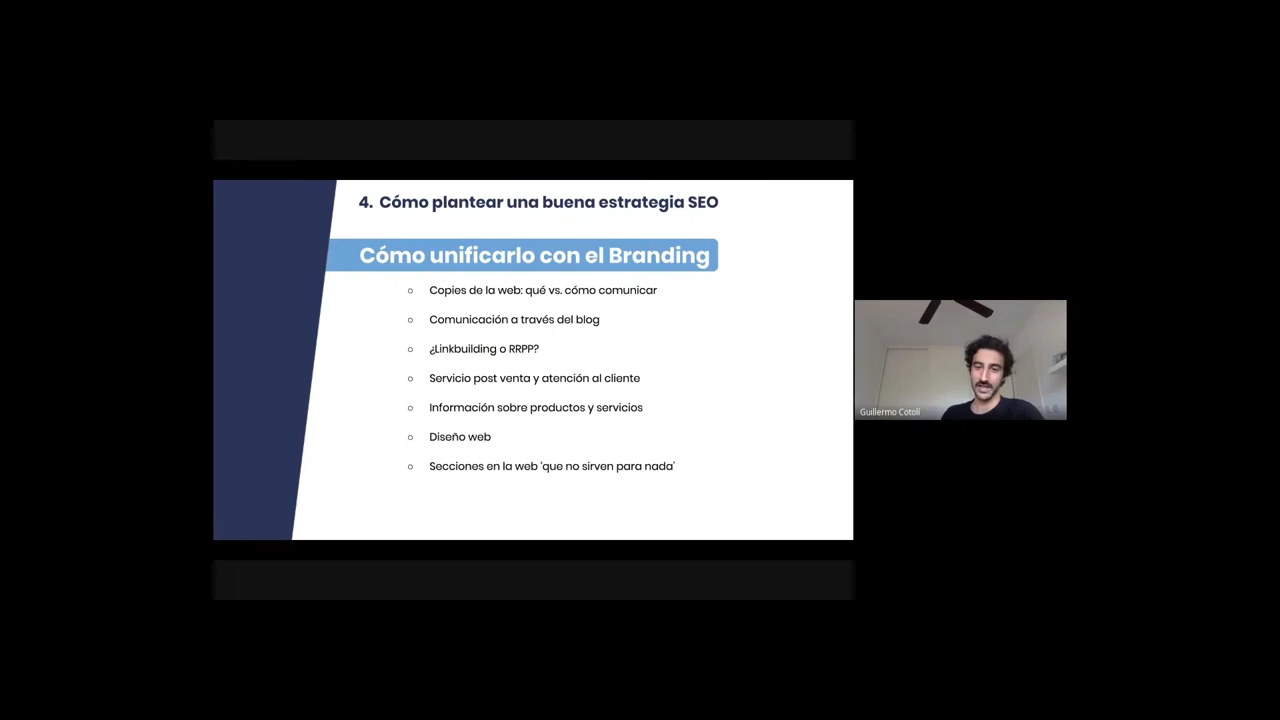 4. Cómo plantear una buena estrategia SEO
Cómo unificarlo con el Branding
Copies de la web: qué vs. cómo comunicar
Comunicación a través del blog
¿Linkbuilding o RRPP?
Servicio post venta y atención al cliente
Información sobre productos y servicios
Diseño web
Secciones en la web 'que no sirven para nada'
Guillermo Cotolí